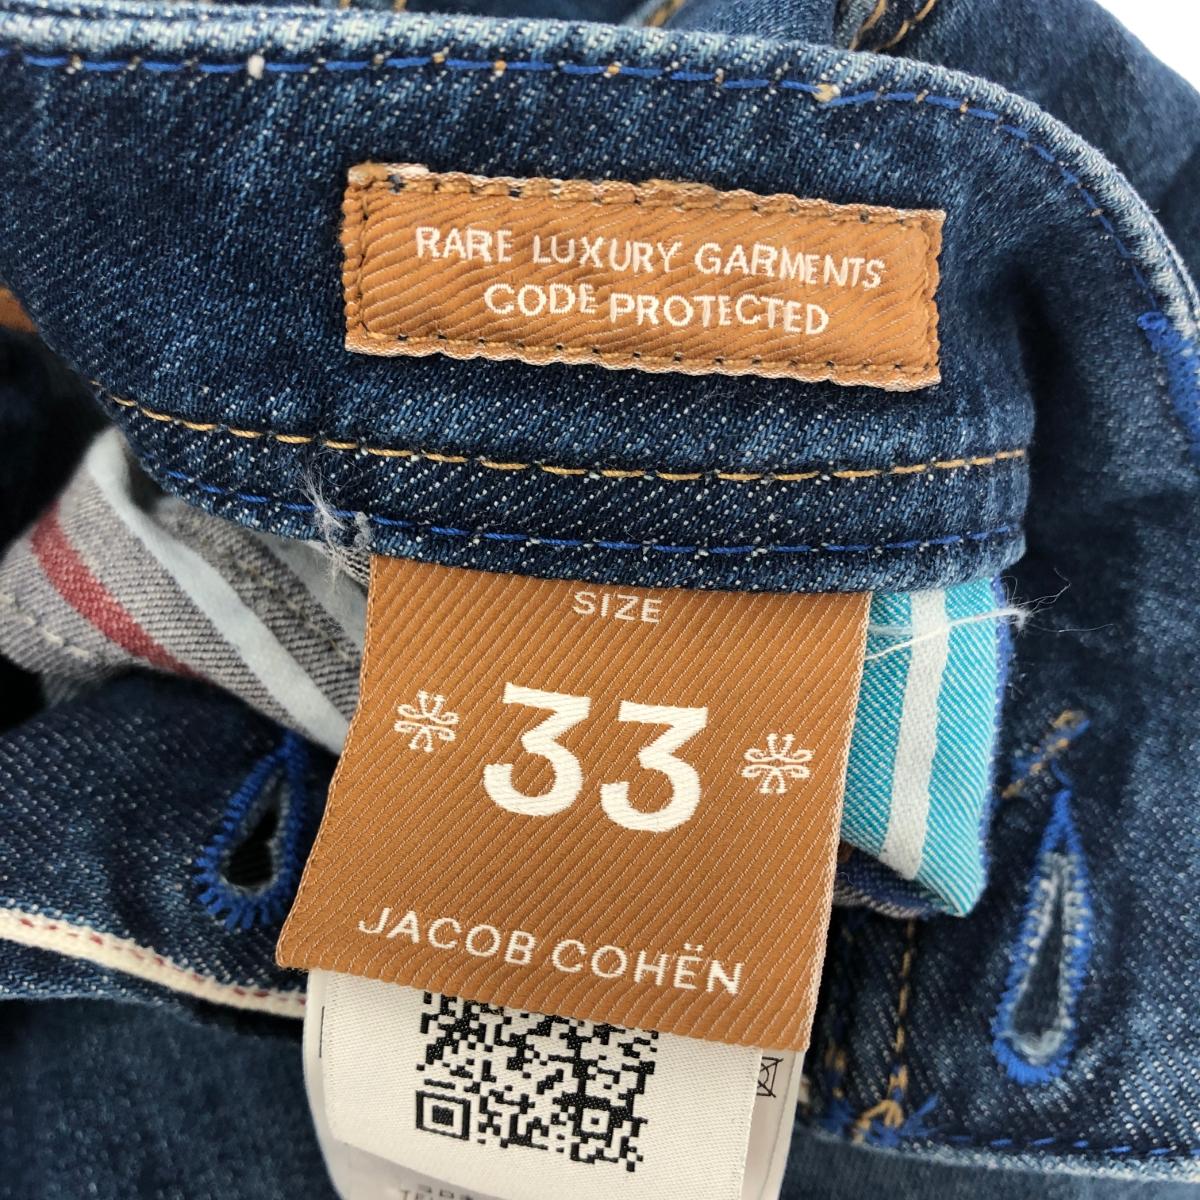 RARE LUXURY GARMENTS
CODE PROTECTED
SIZE
33
JACOB COHËN